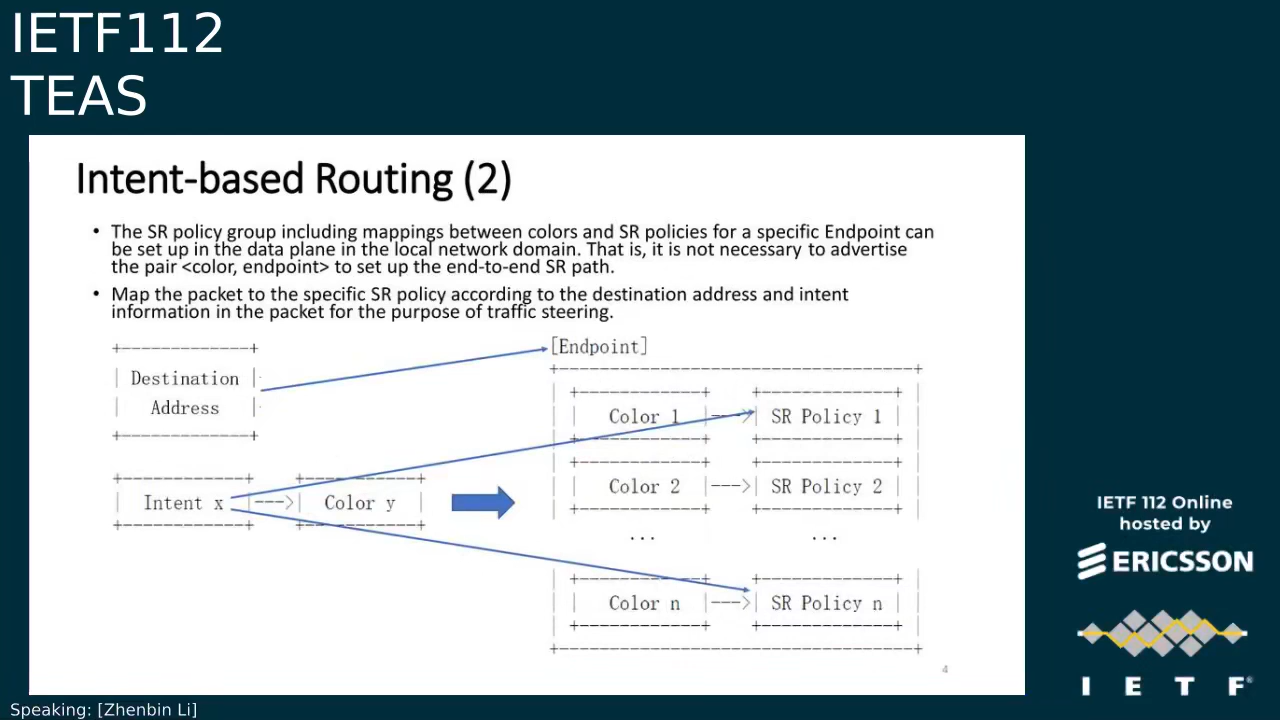 IETF112
TEAS
Intent-based Routing (2)
• The SR policy group including mappings between colors and SR policies for a specific Endpoint can
be set up in the data plane in the local network domain. That is, it is not necessary to advertise
the pair <color, endpoint> to set up the end-to-end SR path.
• Map the packet to the specific SR policy according to the destination address and intent
information in the packet for the purpose of traffic steering.
[Endpoint]
Destination
Address
Color 1
SR Policy 1
Color 2
SR Policy 2
Intent x
Color y
... ...
Color n
SR Policy n
4
IETF 112 Online
hosted by
ERICSSON
I E T F®
Speaking: [Zhenbin Li]